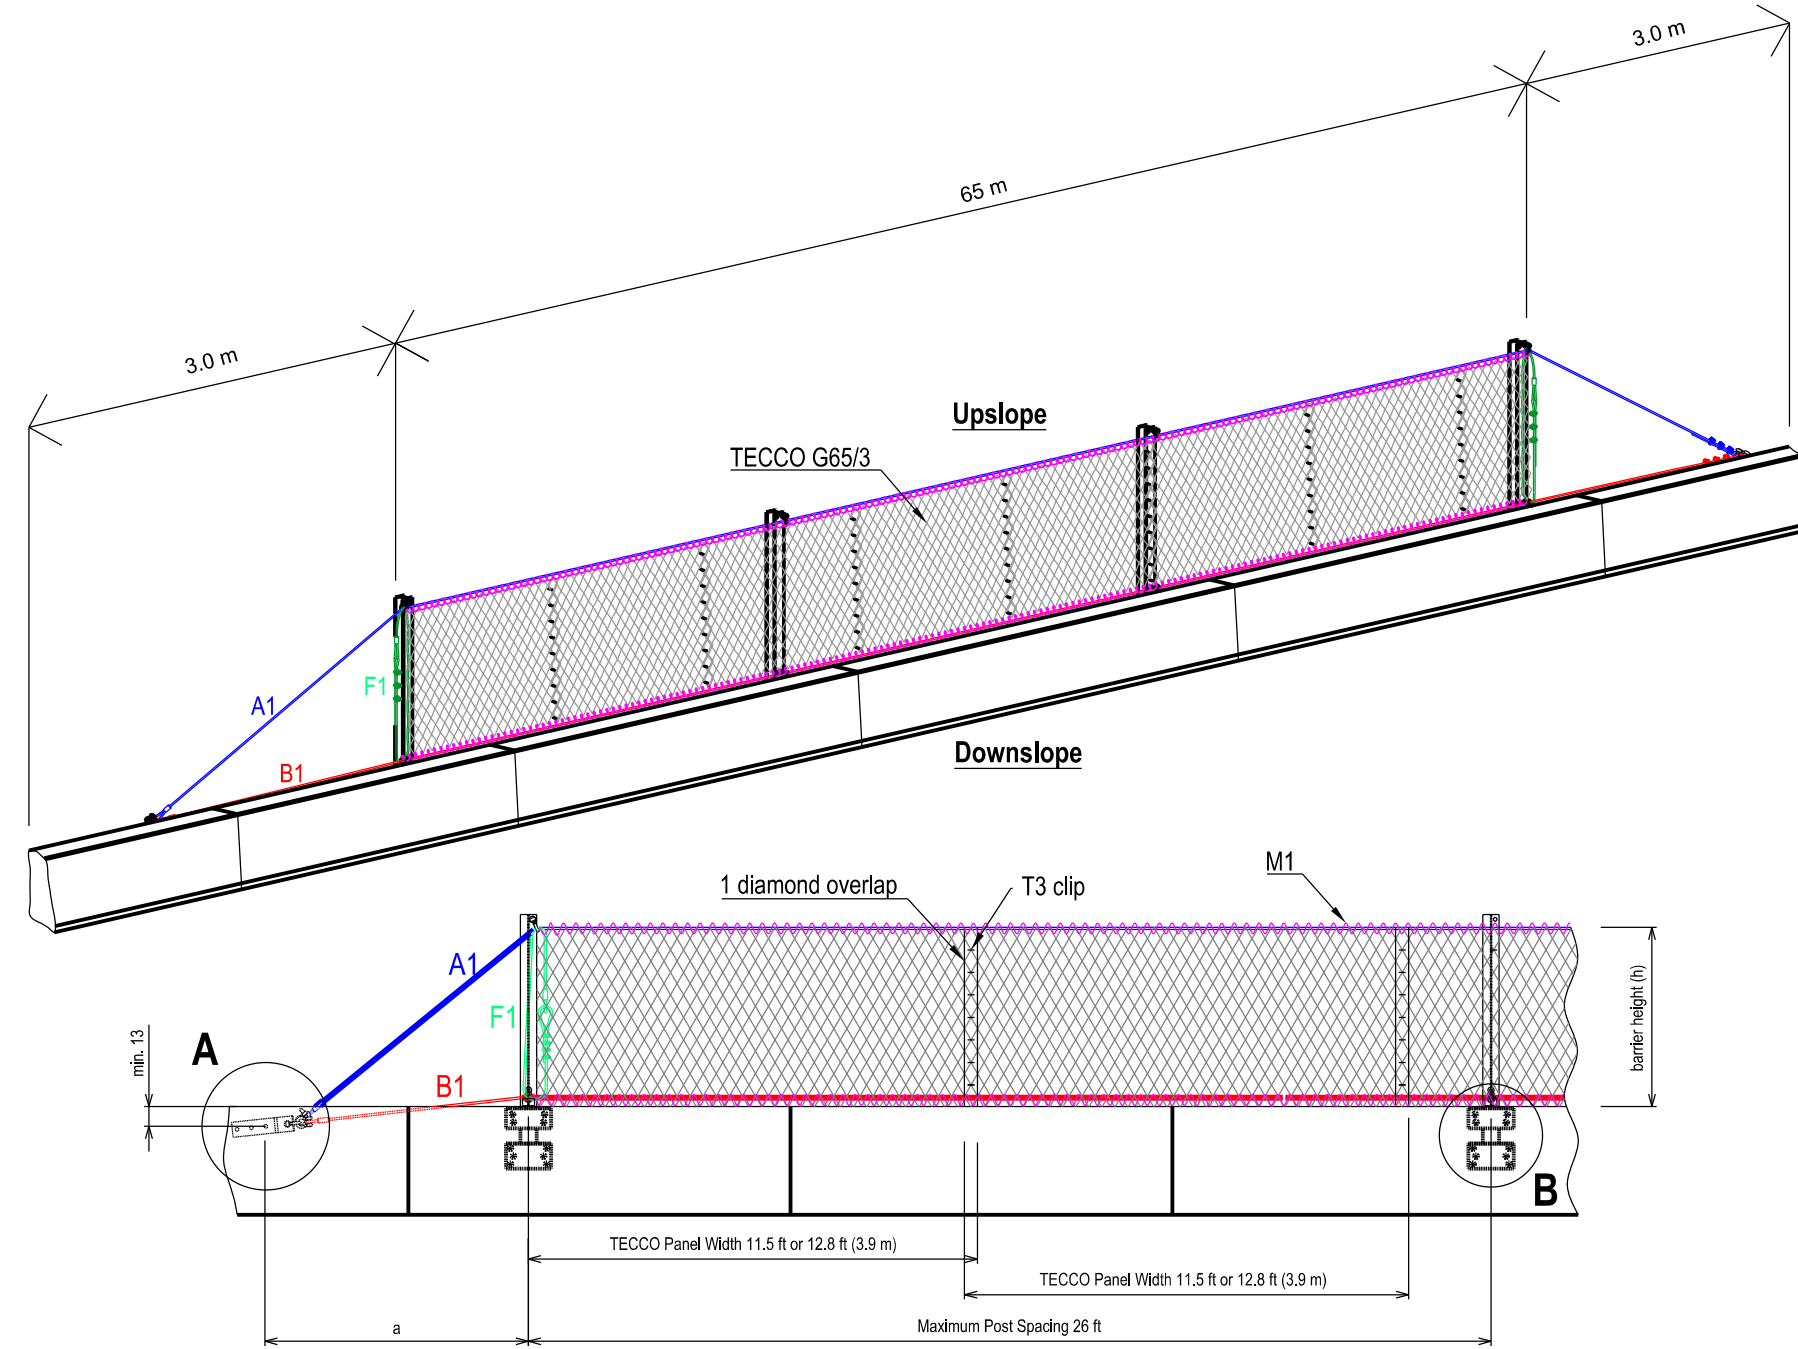 3.0 m
65 m
3.0 m
Upslope
TECCO G65/3
F1
A1
B1
Downslope
M1
1 diamond overlap
T3 clip
A1
F1
barrier height (h)
min. 13
A
B1
B
TECCO Panel Width 11.5 ft or 12.8 ft (3.9 m)
TECCO Panel Width 11.5 ft or 12.8 ft (3.9 m)
a
Maximum Post Spacing 26 ft